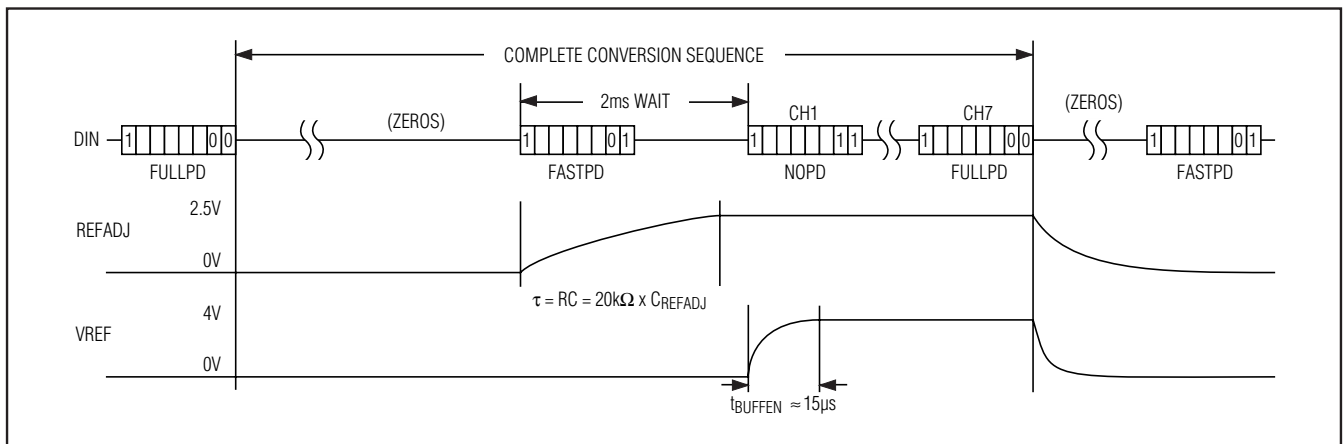 COMPLETE CONVERSION SEQUENCE
2ms WAIT
(ZEROS)
(ZEROS)
CH1
CH7
DIN
1 0 0
1 0 1
1 1 1
1 0 0
1 0 1
FULLPD
FASTPD
NOPD
FULLPD
FASTPD
2.5V
REFADJ
0V
τ = RC = 20kΩ x CREFADJ
4V
VREF
0V
tBUFFEN ≈ 15µs